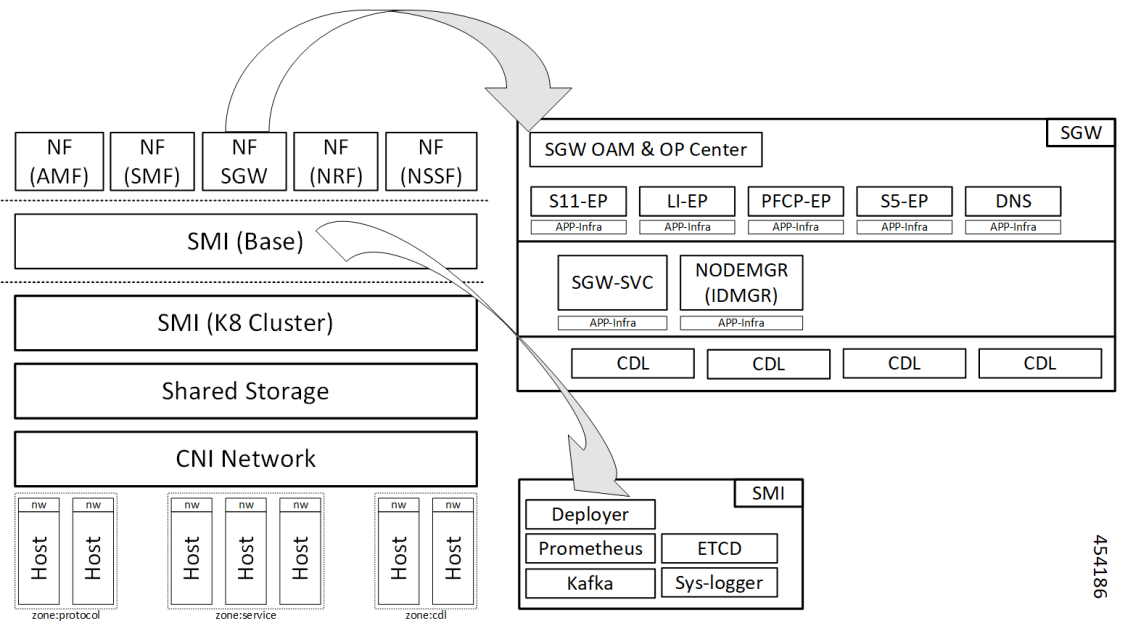 NF
(AMF)
NF
(SMF)
NF
SGW
NF
(NRF)
NF
(NSSF)
SMI (Base)
SMI (K8 Cluster)
Shared Storage
CNI Network
nw
nw
nw
nw
nw
nw
nw
Host
Host
Host
Host
Host
Host
Host
zone:protocol
zone:service
zone:cdl
SGW
SGW OAM & OP Center
S11-EP
LI-EP
PFCP-EP
S5-EP
DNS
APP-Infra
APP-Infra
APP-Infra
APP-Infra
APP-Infra
SGW-SVC
NODEMGR
(IDMGR)
APP-Infra
APP-Infra
CDL
CDL
CDL
CDL
SMI
Deployer
Prometheus
ETCD
Kafka
Sys-logger
454186